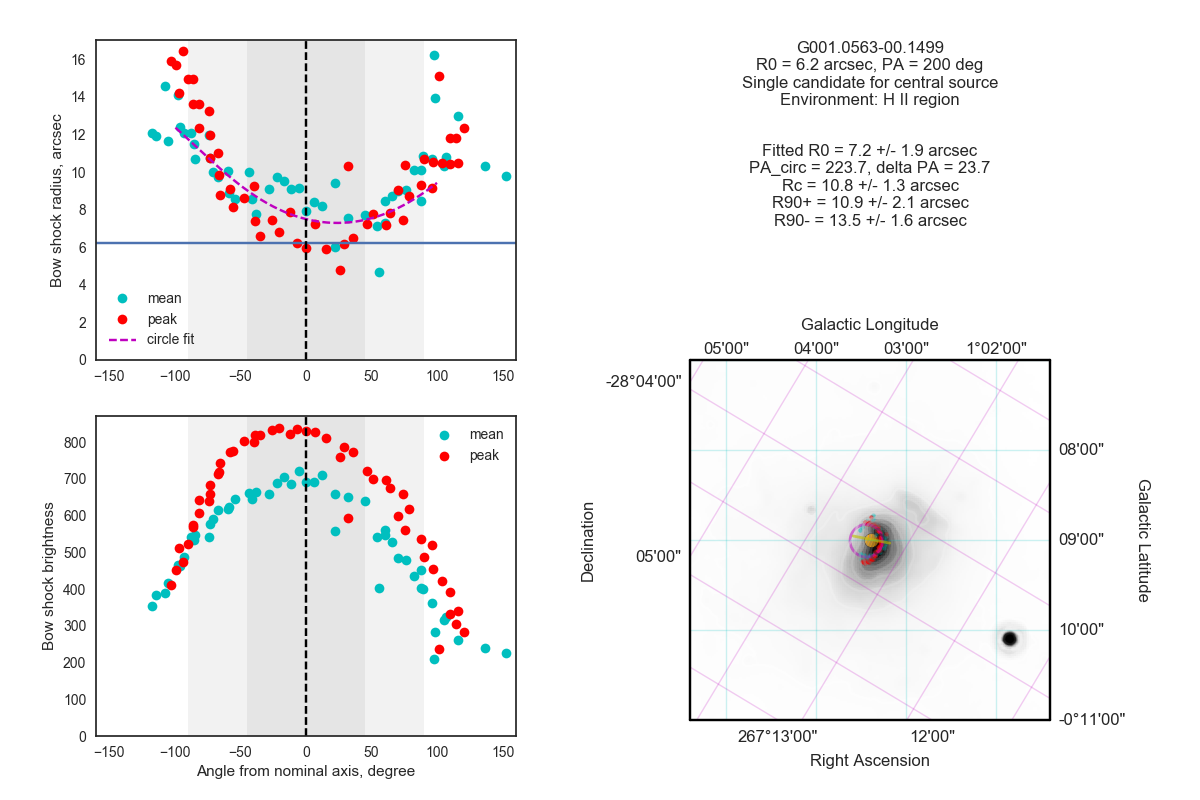 16
14
12
10
8
6
4
2
0
Bow shock radius, arcsec
mean
peak
circle fit
−150
−100
−50
0
50
100
150
800
700
600
500
400
300
200
100
0
Bow shock brightness
mean
peak
−150
−100
−50
0
50
100
150
Angle from nominal axis, degree
G001.0563-00.1499
R0 = 6.2 arcsec, PA = 200 deg
Single candidate for central source
Environment: H II region
Fitted R0 = 7.2 +/- 1.9 arcsec
PA_circ = 223.7, delta PA = 23.7
Rc = 10.8 +/- 1.3 arcsec
R90+ = 10.9 +/- 2.1 arcsec
R90- = 13.5 +/- 1.6 arcsec
Galactic Longitude
05'00"
04'00"
03'00"
1°02'00"
-28°04'00"
05'00"
Declination
08'00"
09'00"
10'00"
-0°11'00"
Galactic Latitude
267°13'00"
12'00"
Right Ascension